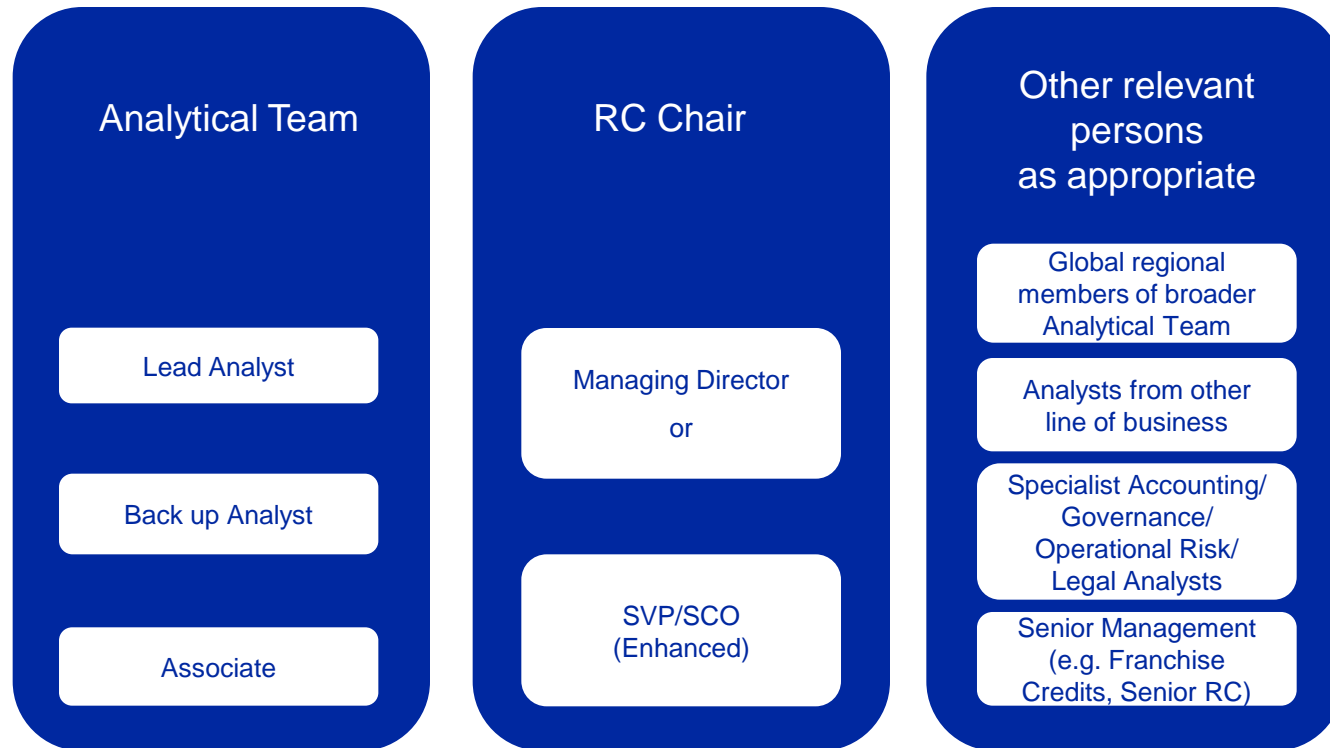 Analytical Team
Lead Analyst
Back up Analyst
Associate
RC Chair
Managing Director
or
SVP/SCO
(Enhanced)
Other relevant
persons
as appropriate
Global regional
members of broader
Analytical Team
Analysts from other
line of business
Specialist Accounting/
Governance/
Operational Risk/
Legal Analysts
Senior Management
(e.g. Franchise
Credits, Senior RC)